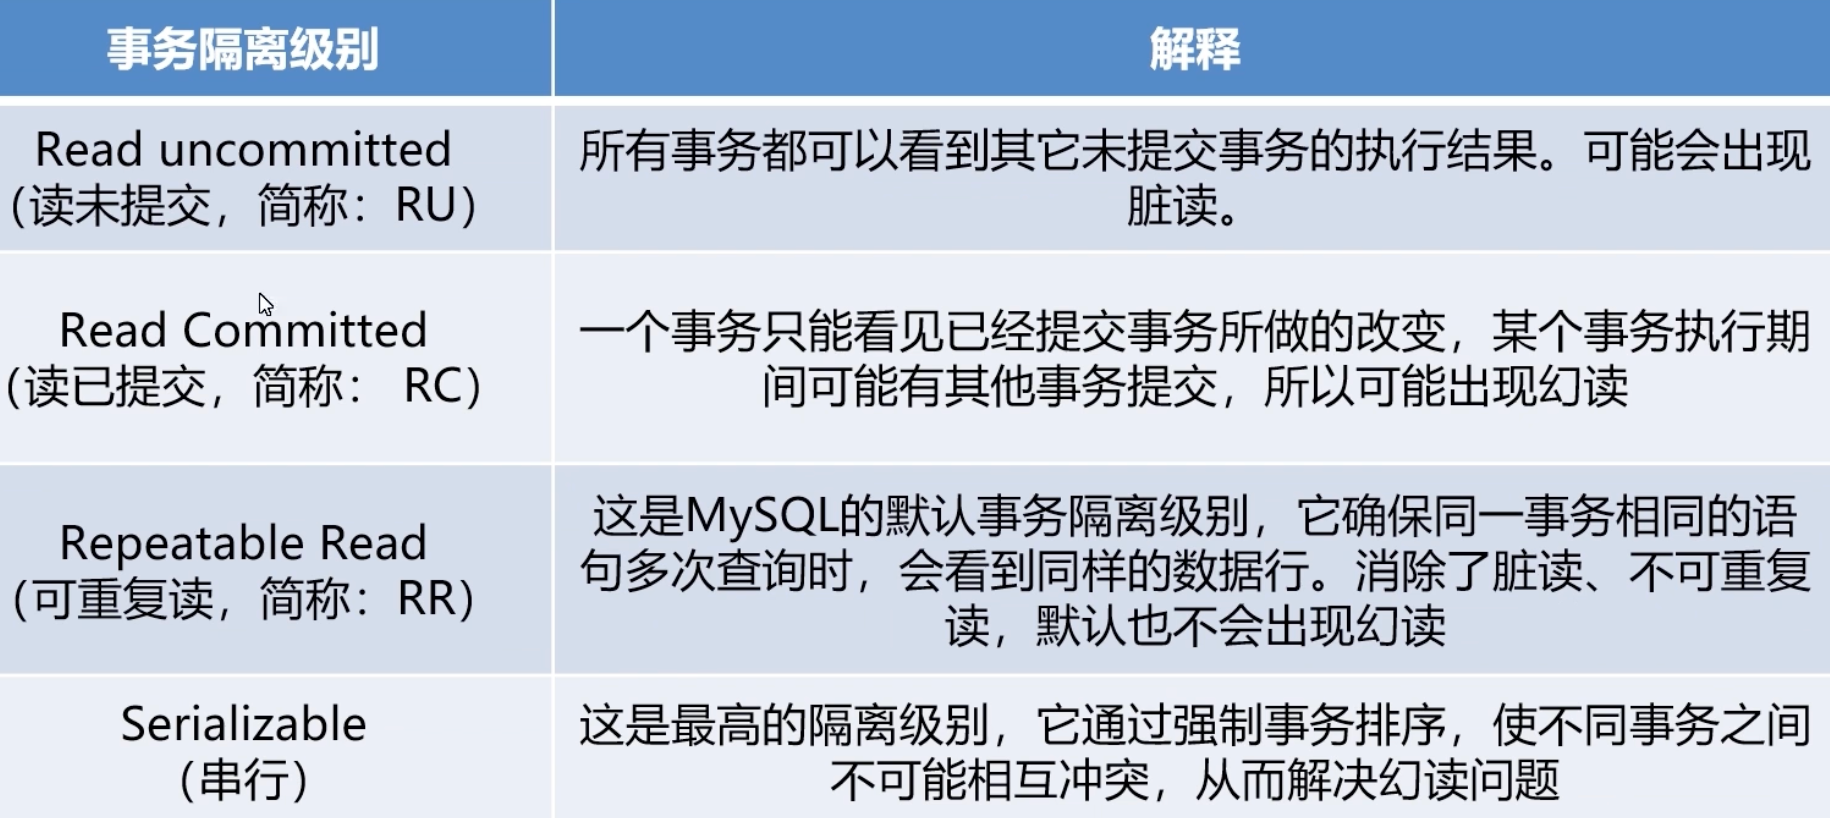 事务隔离级别
解释
Read uncommitted
（读未提交，简称：RU）
所有事务都可以看到其它未提交事务的执行结果。可能会出现
脏读。
Read Committed
（读已提交，简称： RC）
一个事务只能看见已经提交事务所做的改变，某个事务执行期
间可能有其他事务提交，所以可能出现幻读
Repeatable Read
（可重复读，简称：RR）
这是MySQL的默认事务隔离级别，它确保同一事务相同的语
句多次查询时，会看到同样的数据行。消除了脏读、不可重复
读，默认也不会出现幻读
Serializable
（串行）
这是最高的隔离级别，它通过强制事务排序，使不同事务之间
不可能相互冲突，从而解决幻读问题